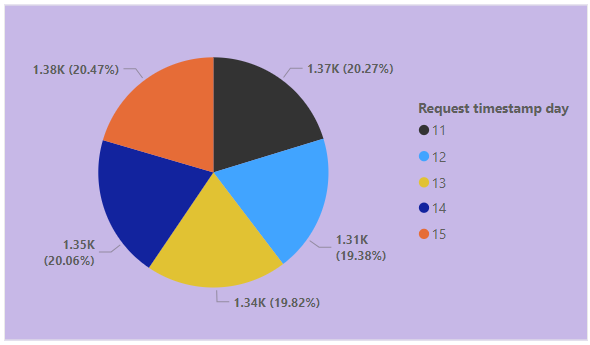 1.38K (20.47%)
1.37K (20.27%)
1.31K
(19.38%)
1.34K (19.82%)
1.35K
(20.06%)
Request timestamp day
11
12
13
14
15